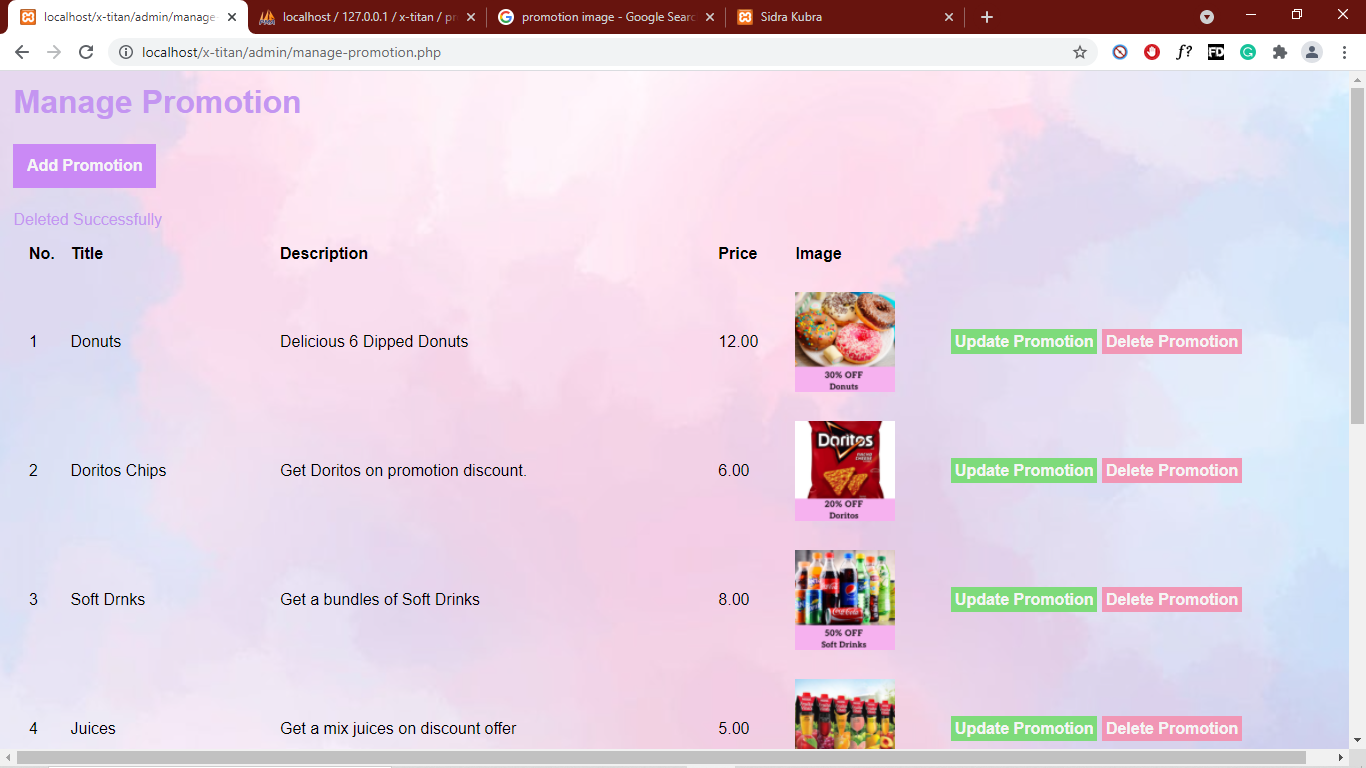 localhost/x-titan/admin/manage-
localhost / 127.0.0.1 / x-titan / pr
promotion image - Google Searc
Sidra Kubra
localhost/x-titan/admin/manage-promotion.php
f?
FD
Manage Promotion
Add Promotion
Deleted Successfully
No. Title Description Price Image
1 Donuts Delicious 6 Dipped Donuts 12.00 Update Promotion Delete Promotion
30% OFF
Donuts
Doritos
2 Doritos Chips Get Doritos on promotion discount. 6.00 Update Promotion Delete Promotion
20% OFF
Doritos
3 Soft Drnks Get a bundles of Soft Drinks 8.00 Update Promotion Delete Promotion
Coca-Cola
50% OFF
Soft Drinks
4 Juices Get a mix juices on discount offer 5.00 Update Promotion Delete Promotion